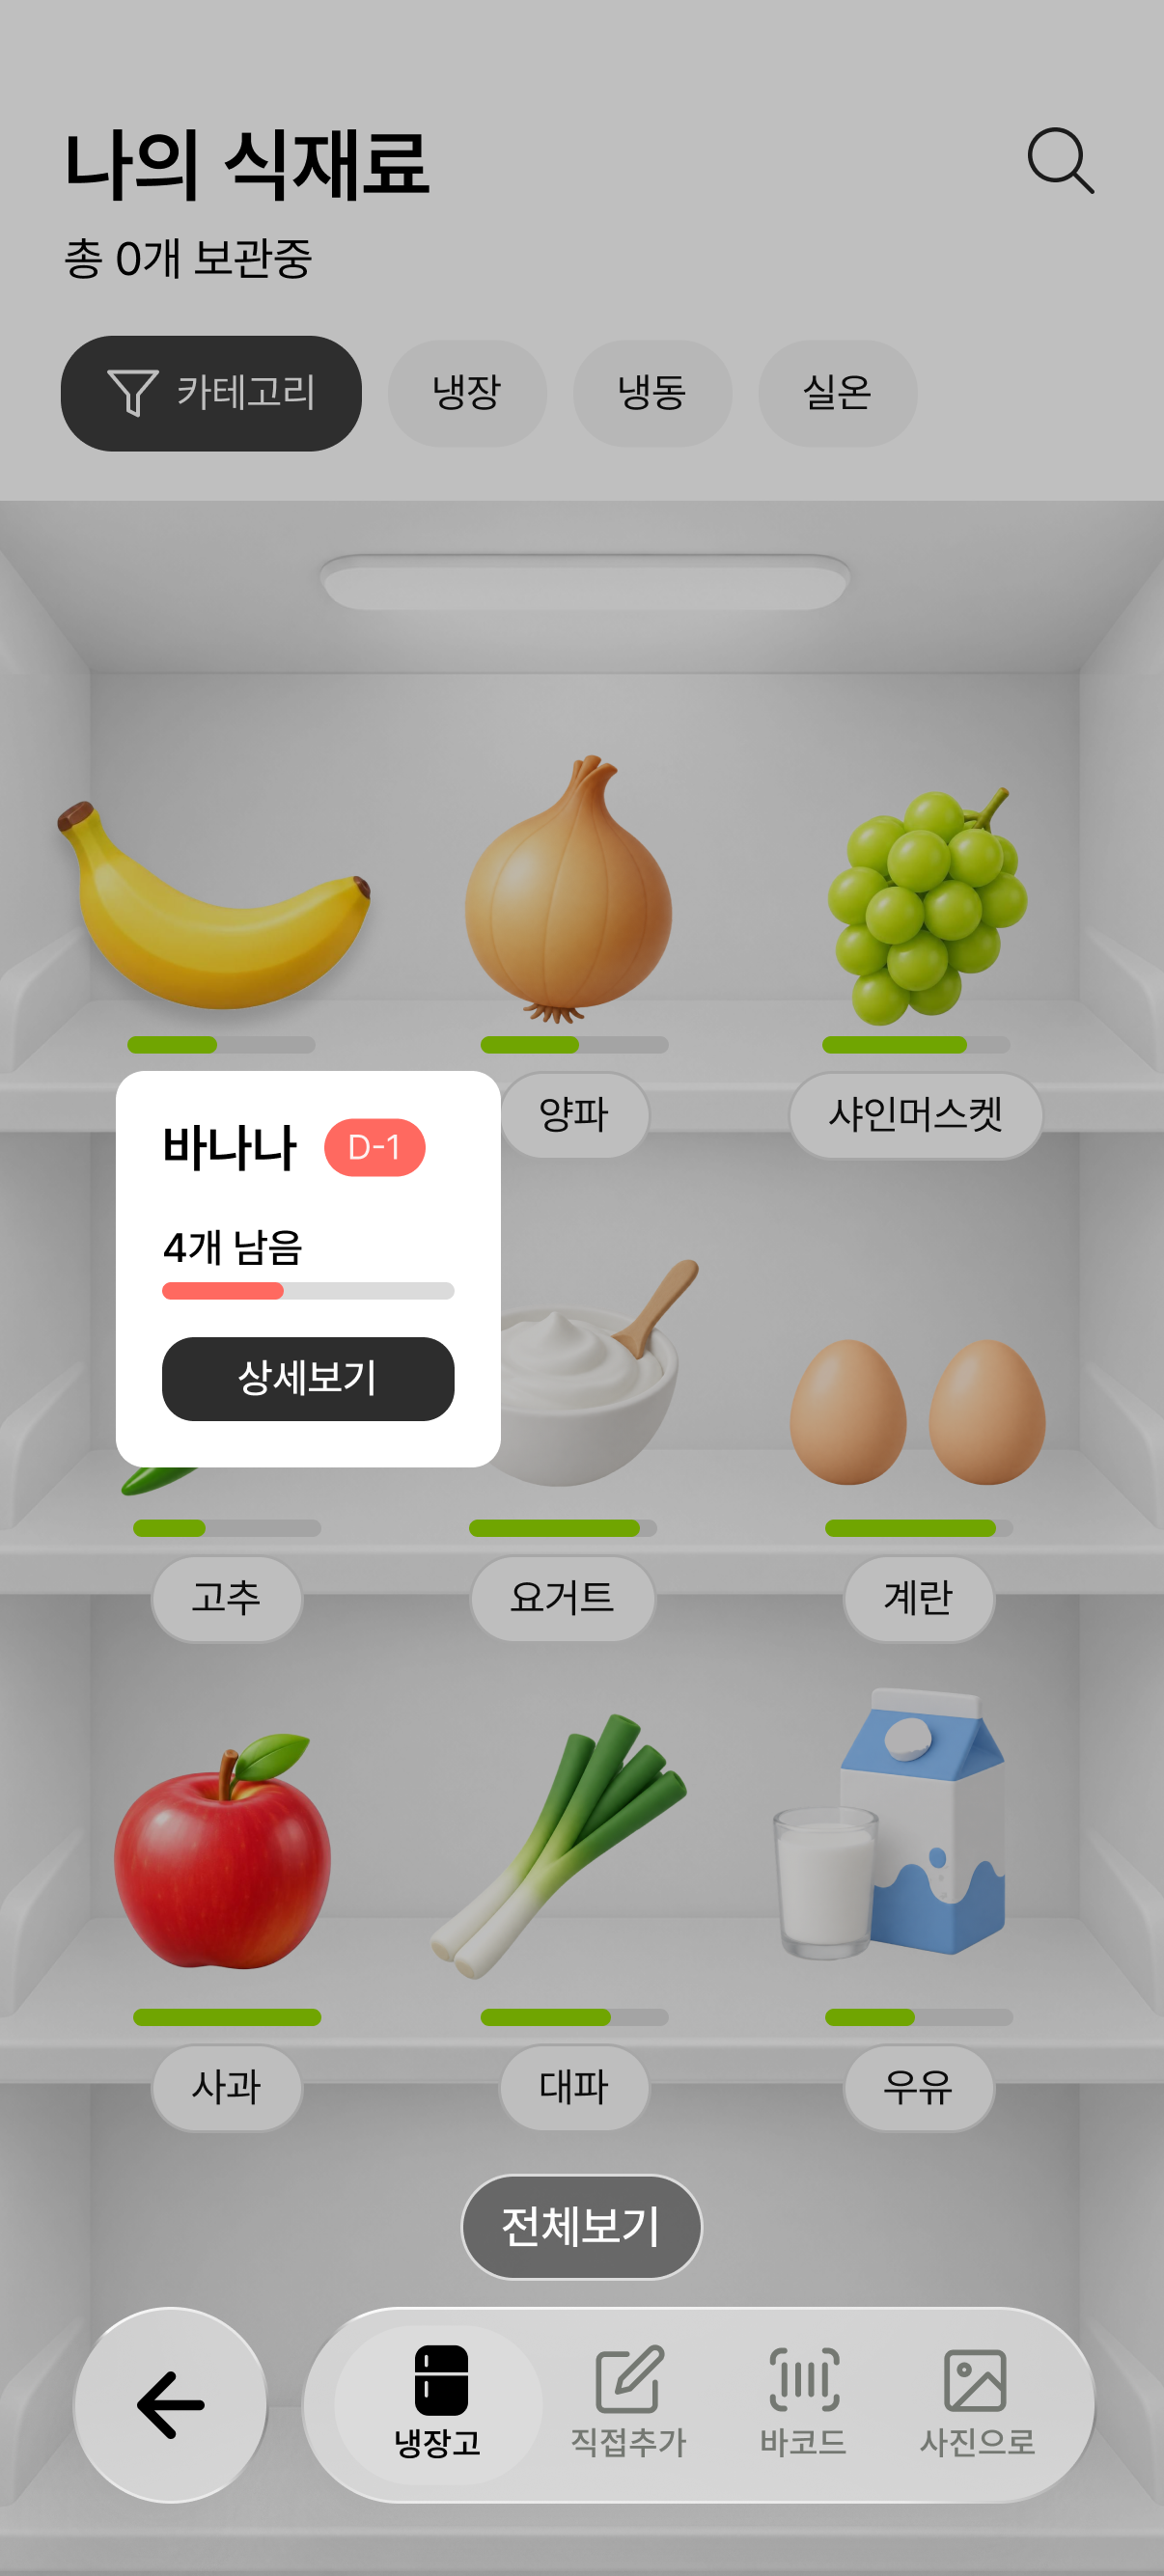 나의 식재료
총 0개 보관중
카테고리 냉장 냉동 실온
양파 샤인머스켓
바나나 D-1
4개 남음
상세보기
고추 요거트 계란
사과 대파 우유
전체보기
냉장고 직접추가 바코드 사진으로